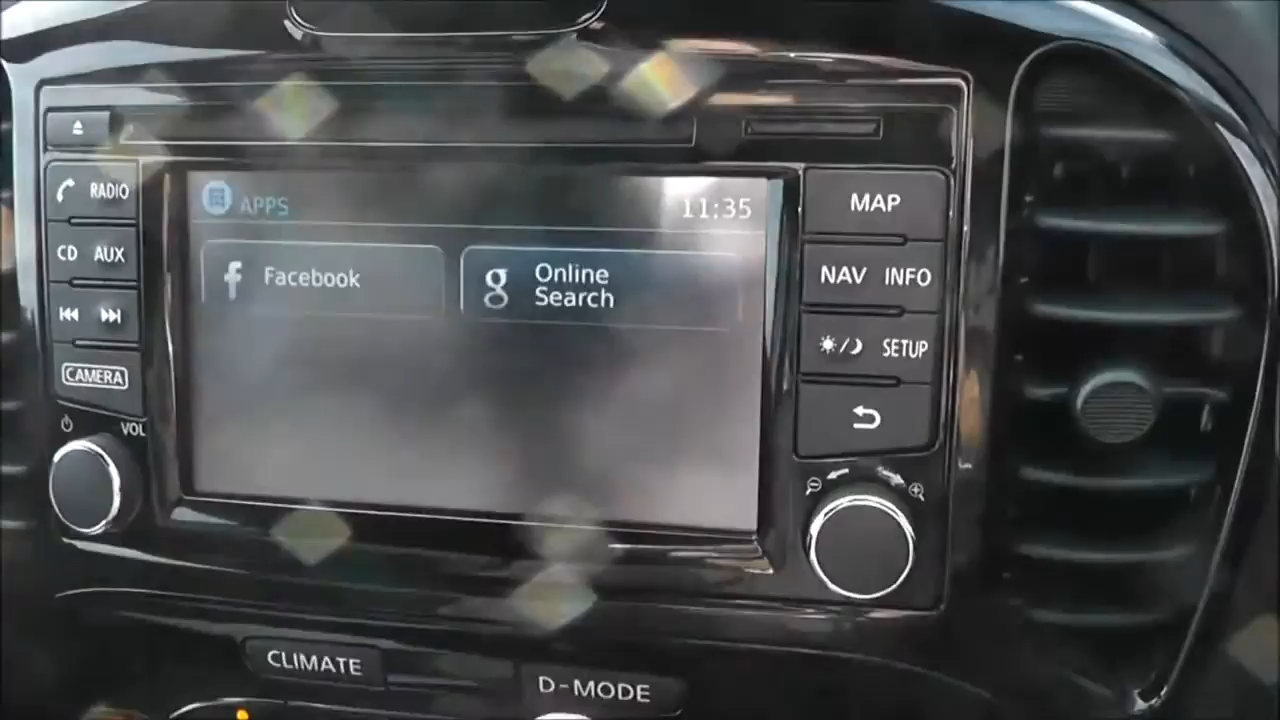 RADIO
CD AUX
CAMERA
VOL
APPS
11:35
f Facebook
g Online
Search
MAP
NAV INFO
SETUP
CLIMATE
D-MODE